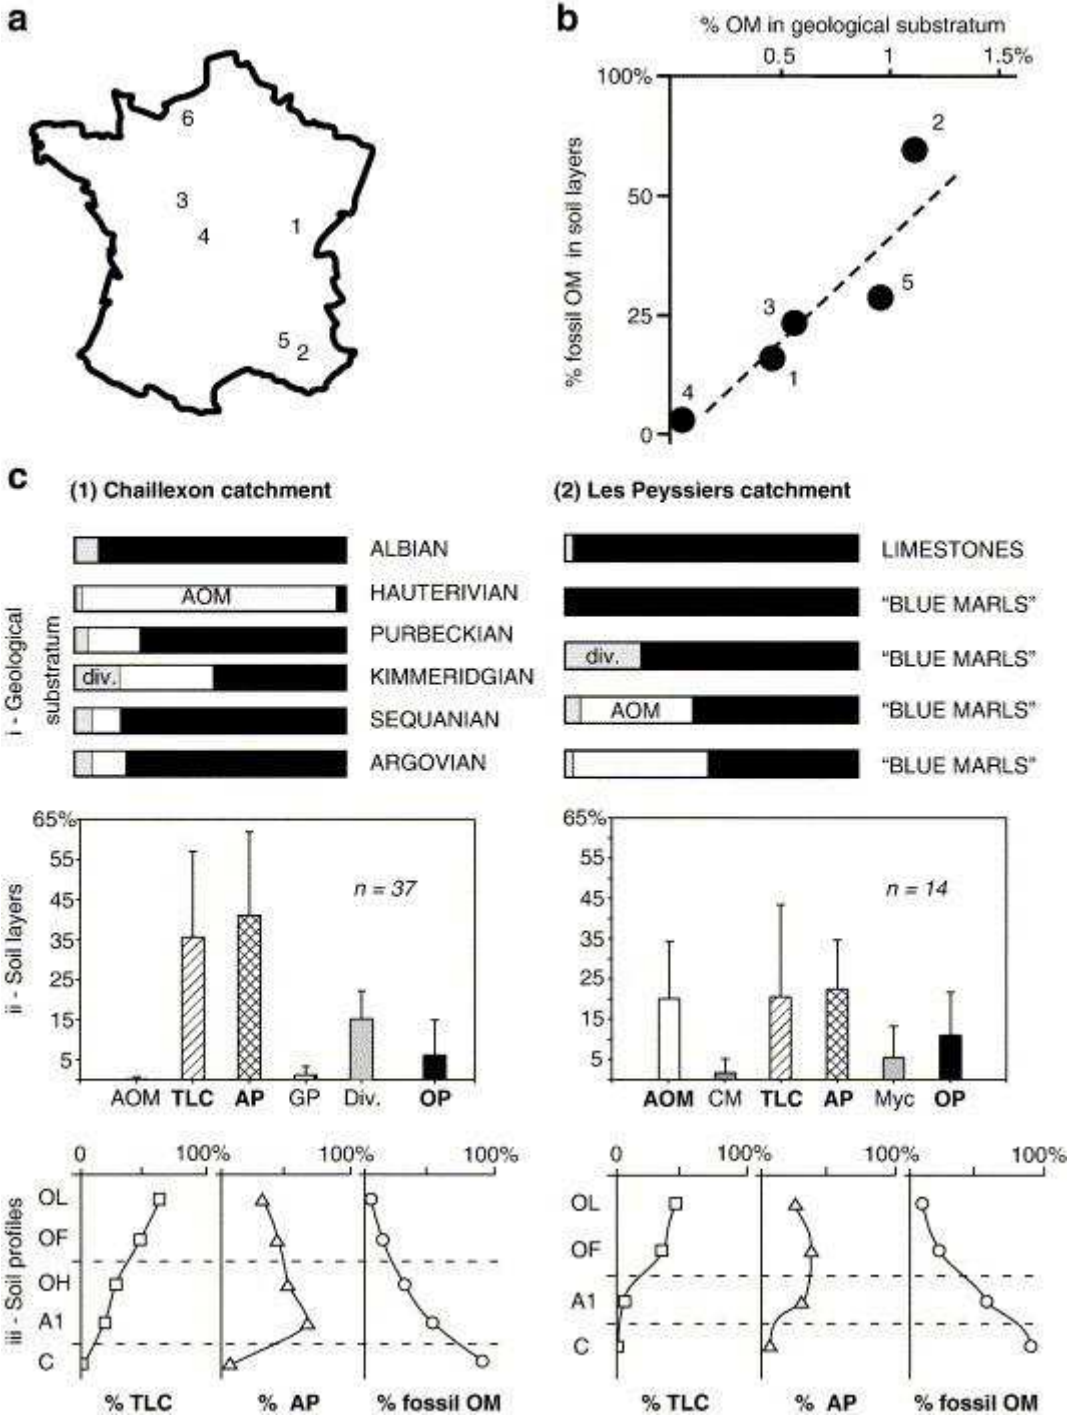 a
6
3
4
1
5
2
b
% OM in geological substratum
0.5
1
1.5%
100%
50
25
0
% fossil OM in soil layers
2
5
3
1
4
c
(1) Chaillexon catchment
i - Geological
substratum
ALBIAN
AOM
HAUTERIVIAN
PURBECKIAN
div.
KIMMERIDGIAN
SEQUANIAN
ARGOVIAN
(2) Les Peyssiers catchment
LIMESTONES
“BLUE MARLS”
div.
“BLUE MARLS”
AOM
“BLUE MARLS”
“BLUE MARLS”
ii - Soil layers
65%
55
45
35
25
15
5
n = 37
AOM TLC AP GP Div. OP
65%
55
45
35
25
15
5
n = 14
AOM CM TLC AP Myc OP
iii - Soil profiles
0 100% 100% 100%
OL
OF
OH
A1
C
% TLC % AP % fossil OM
0 100% 100% 100%
OL
OF
A1
C
% TLC % AP % fossil OM